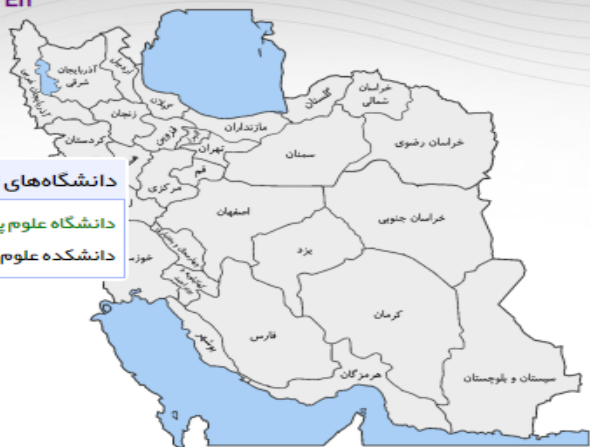 En
آذربایجان شرقی
اردبیل
آذربایجان غربی
گیلان
زنجان
کردستان
قزوین
مازندران
تهران
گلستان
خراسان شمالی
خراسان رضوی
سمنان
قم
مرکزی
اصفهان
خراسان جنوبی
یزد
کرمان
فارس
بوشهر
هرمزگان
سیستان و بلوچستان
دانشگاه‌های
دانشگاه علوم
دانشکده علوم